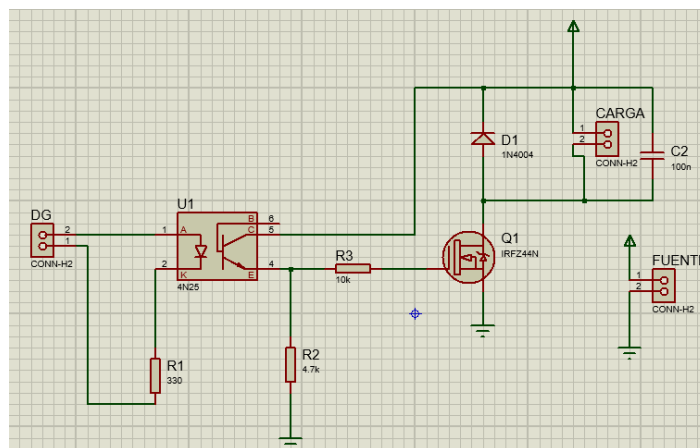 CARGA
1
2
CONN-H2
D1
1N4004
C2
100n
U1
DG
2
1
CONN-H2
1
A
2
K
B
6
C
5
E
4
4N25
R3
10k
Q1
IRFZ44N
FUENTE
1
2
CONN-H2
R1
330
R2
4.7k